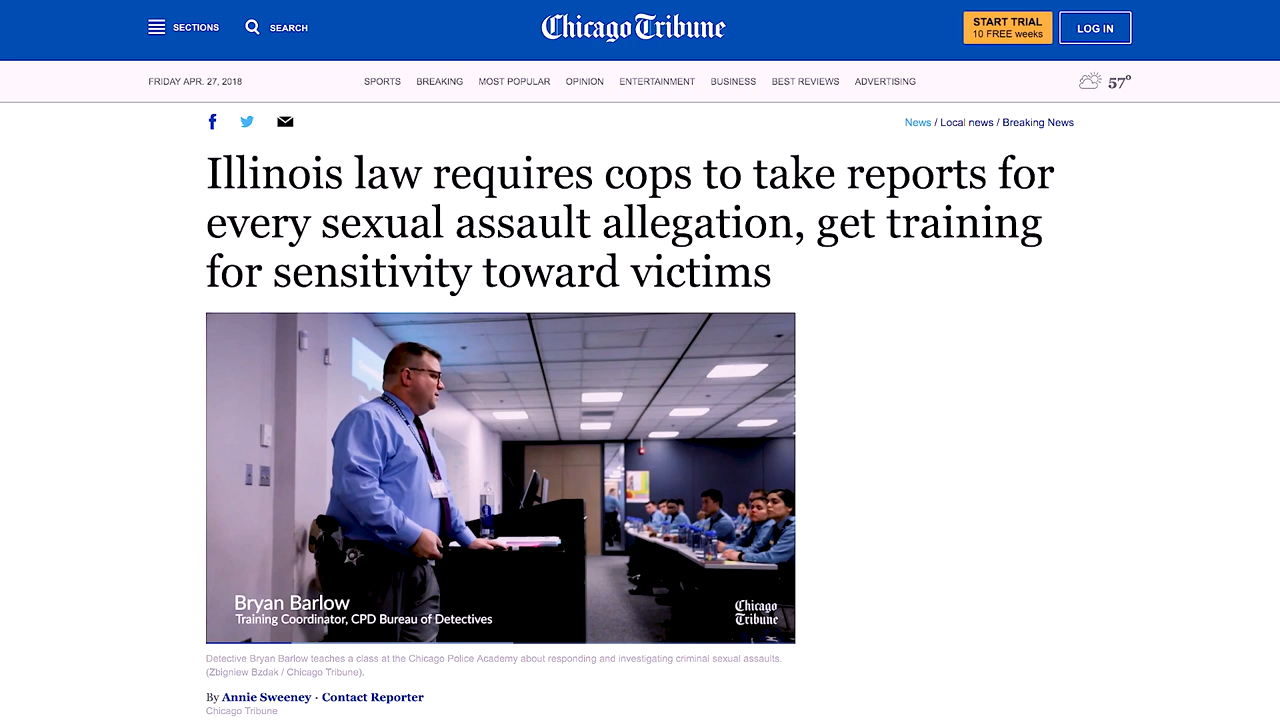 SECTIONS
SEARCH
Chicago Tribune
START TRIAL
10 FREE weeks
LOG IN
FRIDAY APR. 27, 2018
SPORTS BREAKING MOST POPULAR OPINION ENTERTAINMENT BUSINESS BEST REVIEWS ADVERTISING
57°
News / Local news / Breaking News
Illinois law requires cops to take reports for
every sexual assault allegation, get training
for sensitivity toward victims
Bryan Barlow
Training Coordinator, CPD Bureau of Detectives
Chicago
Tribune
Detective Bryan Barlow teaches a class at the Chicago Police Academy about responding and investigating criminal sexual assaults.
(Zbigniew Bzdak / Chicago Tribune).
By Annie Sweeney · Contact Reporter
Chicago Tribune